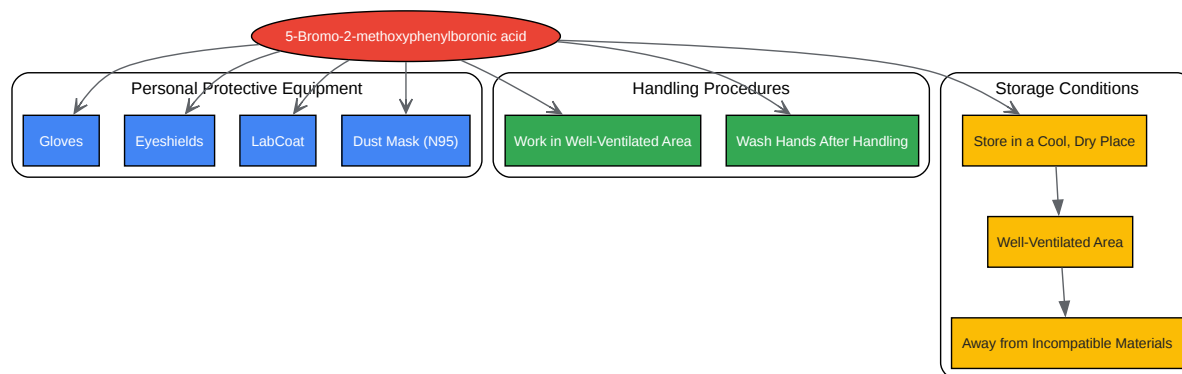 5-Bromo-2-methoxyphenylboronic acid
Personal Protective Equipment
Handling Procedures
Storage Conditions
Gloves
Eyeshields
LabCoat
Dust Mask (N95)
Work in Well-Ventilated Area
Wash Hands After Handling
Store in a Cool, Dry Place
Well-Ventilated Area
Away from Incompatible Materials